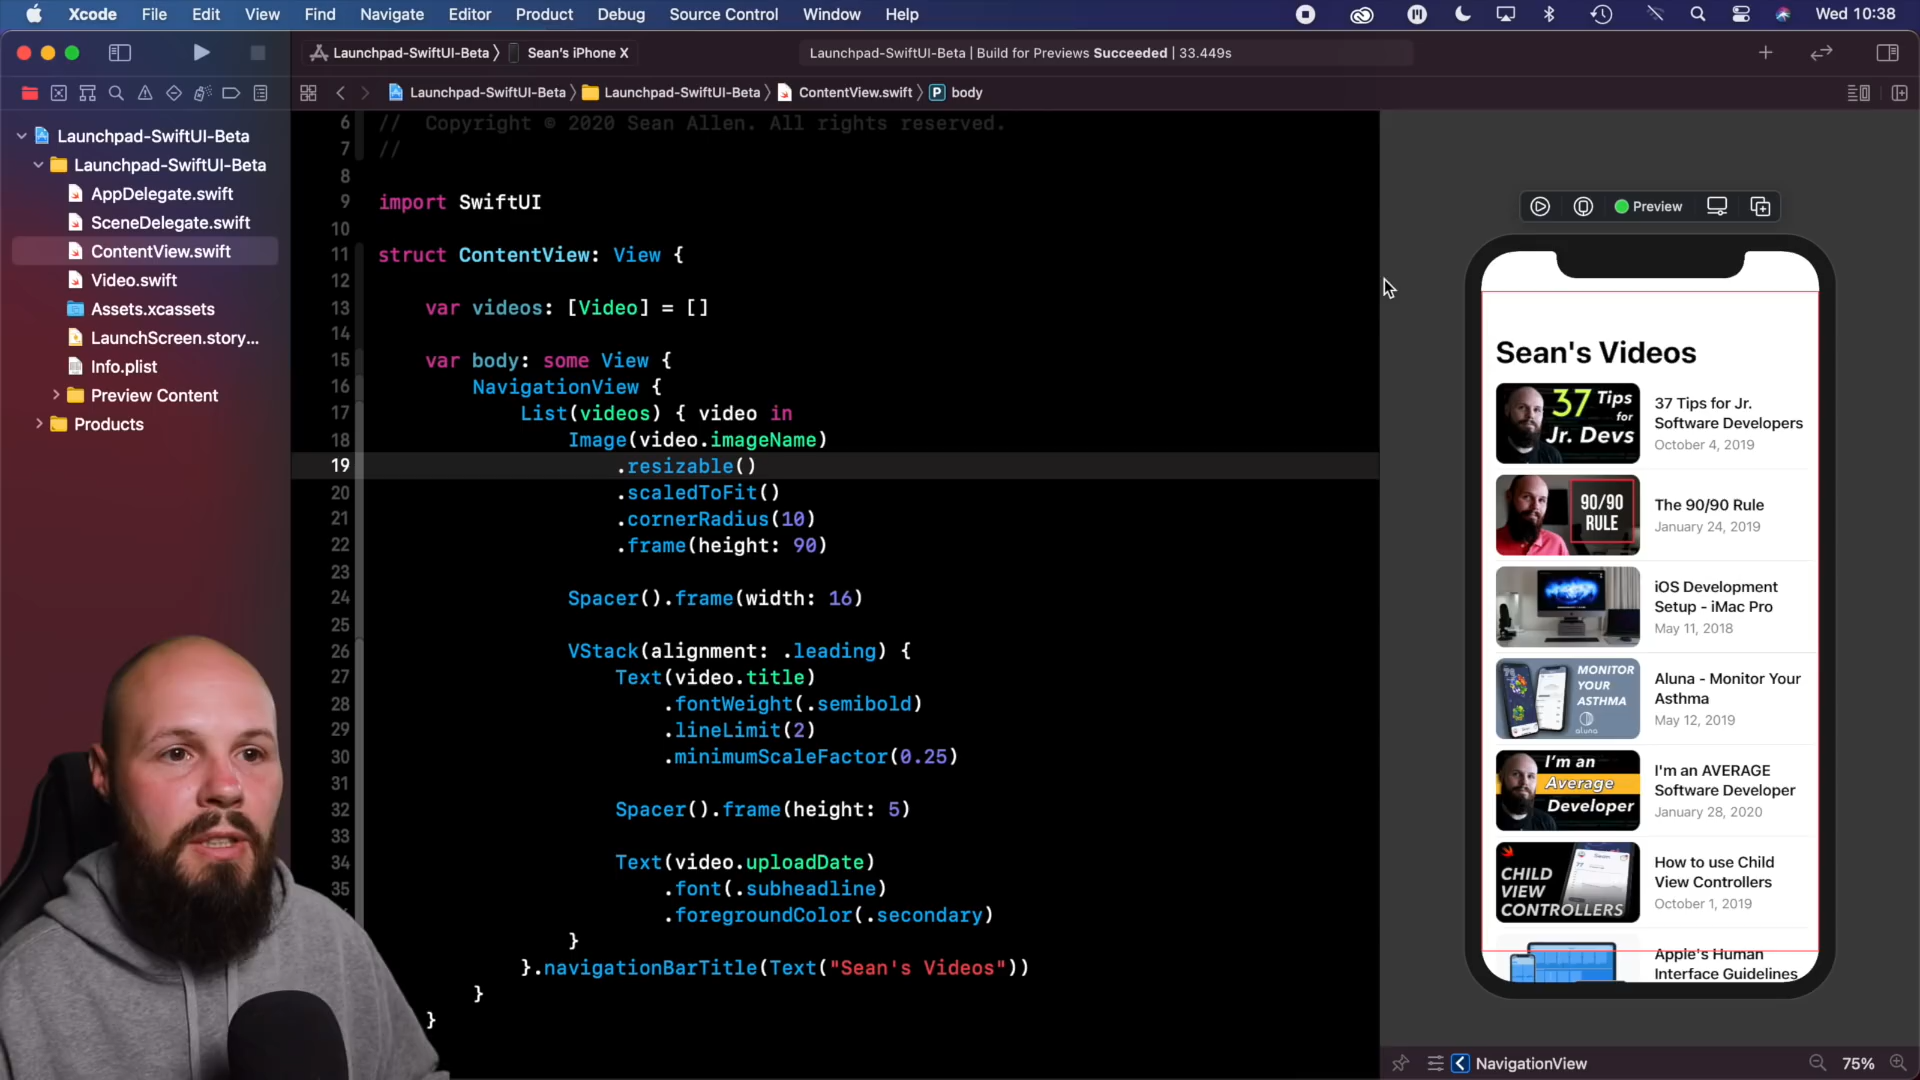 Xcode File Edit View Find Navigate Editor Product Debug Source Control Window Help Wed 10:38
Launchpad-SwiftUI-Beta 〉 Sean's iPhone X
Launchpad-SwiftUI-Beta | Build for Previews Succeeded | 33.449s
Launchpad-SwiftUI-Beta 〉 Launchpad-SwiftUI-Beta 〉 ContentView.swift 〉 P body
Launchpad-SwiftUI-Beta
Launchpad-SwiftUI-Beta
AppDelegate.swift
SceneDelegate.swift
ContentView.swift
Video.swift
Assets.xcassets
LaunchScreen.story...
Info.plist
Preview Content
Products
6 //  Copyright © 2020 Sean Allen. All rights reserved.
7 //
8
9 import SwiftUI
10
11 struct ContentView: View {
12
13     var videos: [Video] = []
14
15     var body: some View {
16         NavigationView {
17             List(videos) { video in
18                 Image(video.imageName)
19                     .resizable()
20                     .scaledToFit()
21                     .cornerRadius(10)
22                     .frame(height: 90)
23
24                 Spacer().frame(width: 16)
25
26                 VStack(alignment: .leading) {
27                     Text(video.title)
28                         .fontWeight(.semibold)
29                         .lineLimit(2)
30                         .minimumScaleFactor(0.25)
31
32                     Spacer().frame(height: 5)
33
34                     Text(video.uploadDate)
35                         .font(.subheadline)
                        .foregroundColor(.secondary)
                }
            }.navigationBarTitle(Text("Sean's Videos"))
        }
    }
Preview
Sean's Videos
37 Tips
for
Jr. Devs
37 Tips for Jr.
Software Developers
October 4, 2019
90/90
RULE
The 90/90 Rule
January 24, 2019
iOS Development
Setup - iMac Pro
May 11, 2018
MONITOR
YOUR
ASTHMA
aluna
Aluna - Monitor Your
Asthma
May 12, 2019
I'm an
Average
Developer
I'm an AVERAGE
Software Developer
January 28, 2020
CHILD
VIEW
CONTROLLERS
How to use Child
View Controllers
October 1, 2019
Apple's Human
Interface Guidelines
NavigationView
75%